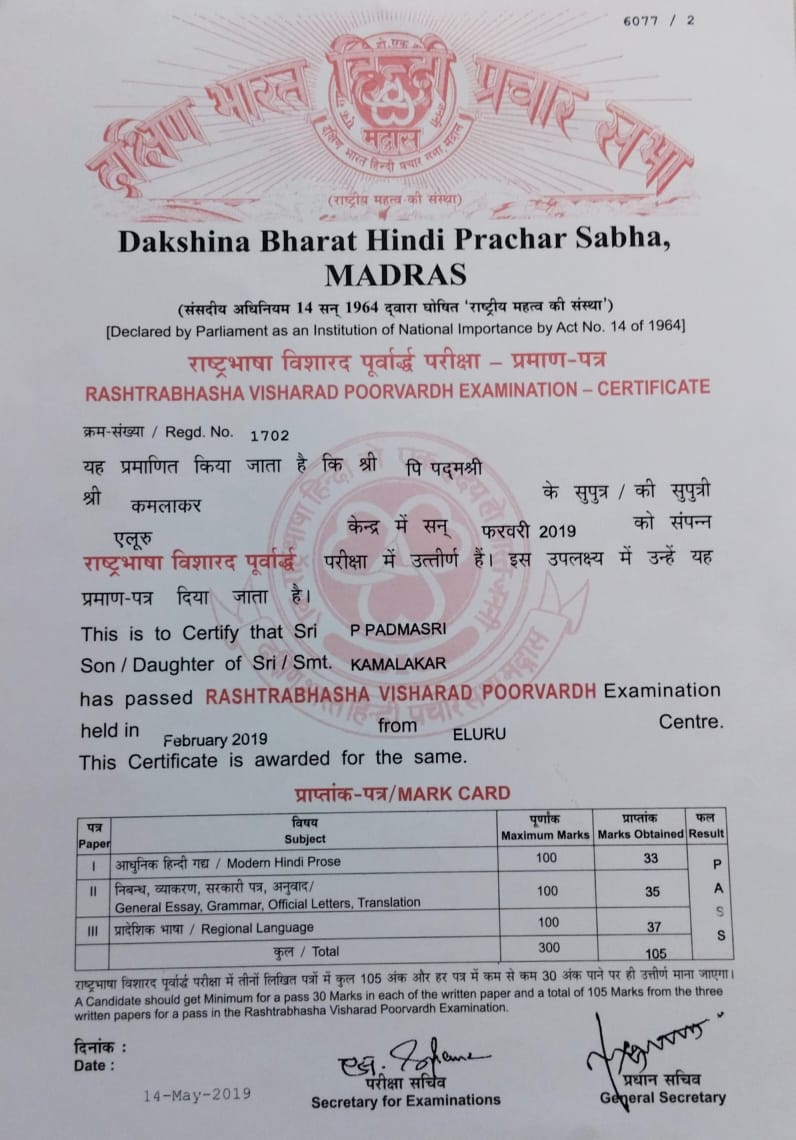 6077 / 2
दक्षिण भारत हिन्दी प्रचार सभा
मद्रास
दक्षिण भारत हिन्दी प्रचार सभा, मद्रास
(राष्ट्रीय महत्व की संस्था)
Dakshina Bharat Hindi Prachar Sabha,
MADRAS
(संसदीय अधिनियम 14 सन् 1964 द्वारा घोषित 'राष्ट्रीय महत्व की संस्था')
[Declared by Parliament as an Institution of National Importance by Act No. 14 of 1964]
राष्ट्रभाषा विशारद पूर्वार्द्ध परीक्षा – प्रमाण-पत्र
RASHTRABHASHA VISHARAD POORVARDH EXAMINATION – CERTIFICATE
क्रम-संख्या / Regd. No. 1702
यह प्रमाणित किया जाता है कि श्री पि पद्मश्री
श्री कमलाकर के सुपुत्र / की सुपुत्री
एलूरु केन्द्र में सन् फरवरी 2019 को संपन्न
राष्ट्रभाषा विशारद पूर्वार्द्ध परीक्षा में उत्तीर्ण हैं। इस उपलक्ष्य में उन्हें यह
प्रमाण-पत्र दिया जाता है।
This is to Certify that Sri P PADMASRI
Son / Daughter of Sri / Smt. KAMALAKAR
has passed RASHTRABHASHA VISHARAD POORVARDH Examination
held in February 2019 from ELURU Centre.
This Certificate is awarded for the same.
प्राप्तांक-पत्र/MARK CARD
पत्र विषय पूर्णांक प्राप्तांक फल
Paper Subject Maximum Marks Marks Obtained Result
I आधुनिक हिन्दी गद्य / Modern Hindi Prose 100 33 P
II निबन्ध, व्याकरण, सरकारी पत्र, अनुवाद/ 100 35 A
General Essay, Grammar, Official Letters, Translation S
III प्रादेशिक भाषा / Regional Language 100 37 S
कुल / Total 300 105
राष्ट्रभाषा विशारद पूर्वार्द्ध परीक्षा में तीनों लिखित पत्रों में कुल 105 अंक और हर पत्र में कम से कम 30 अंक पाने पर ही उत्तीर्ण माना जाएगा।
A Candidate should get Minimum for a pass 30 Marks in each of the written paper and a total of 105 Marks from the three
written papers for a pass in the Rashtrabhasha Visharad Poorvardh Examination.
दिनांक :
Date :
14-May-2019
परीक्षा सचिव
Secretary for Examinations
प्रधान सचिव
General Secretary